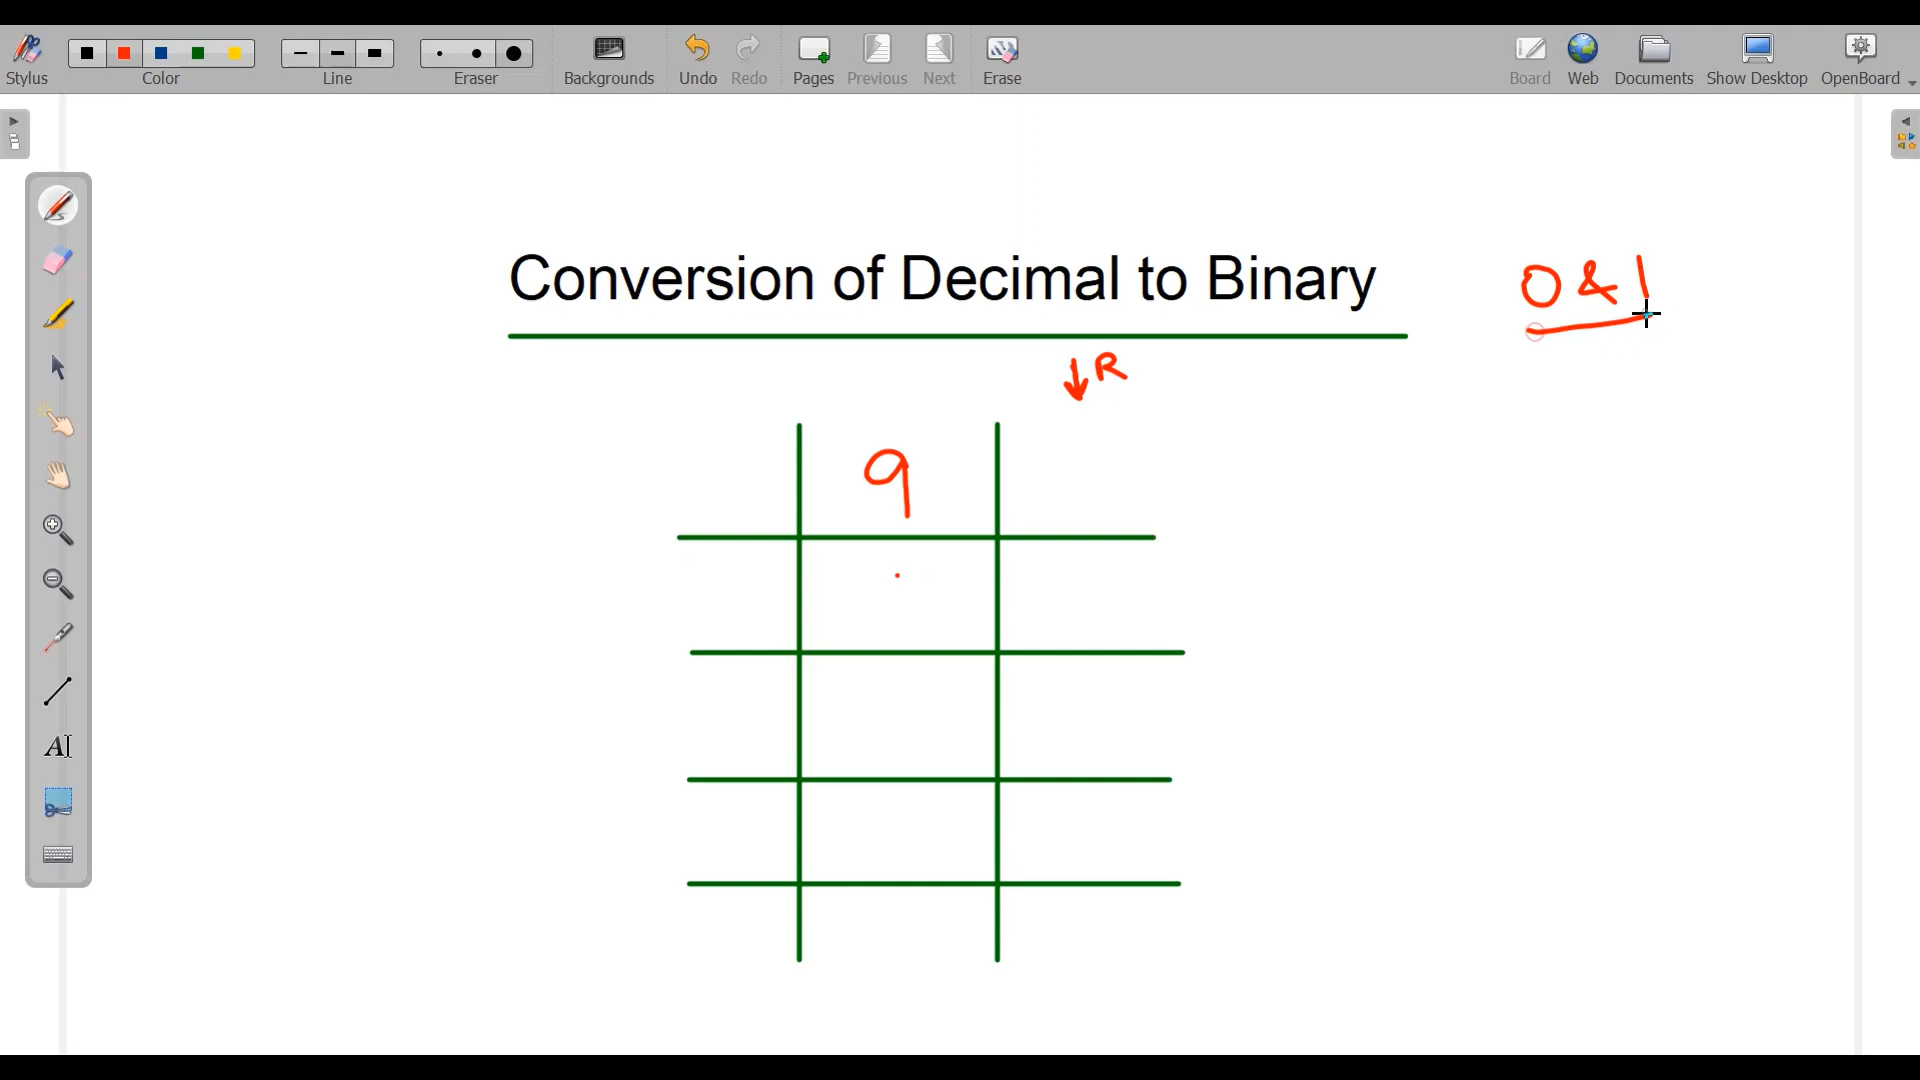 Stylus Color Line Eraser Backgrounds Undo Redo Pages Previous Next Erase Board Web Documents Show Desktop OpenBoard
Conversion of Decimal to Binary
0 & 1
R
9